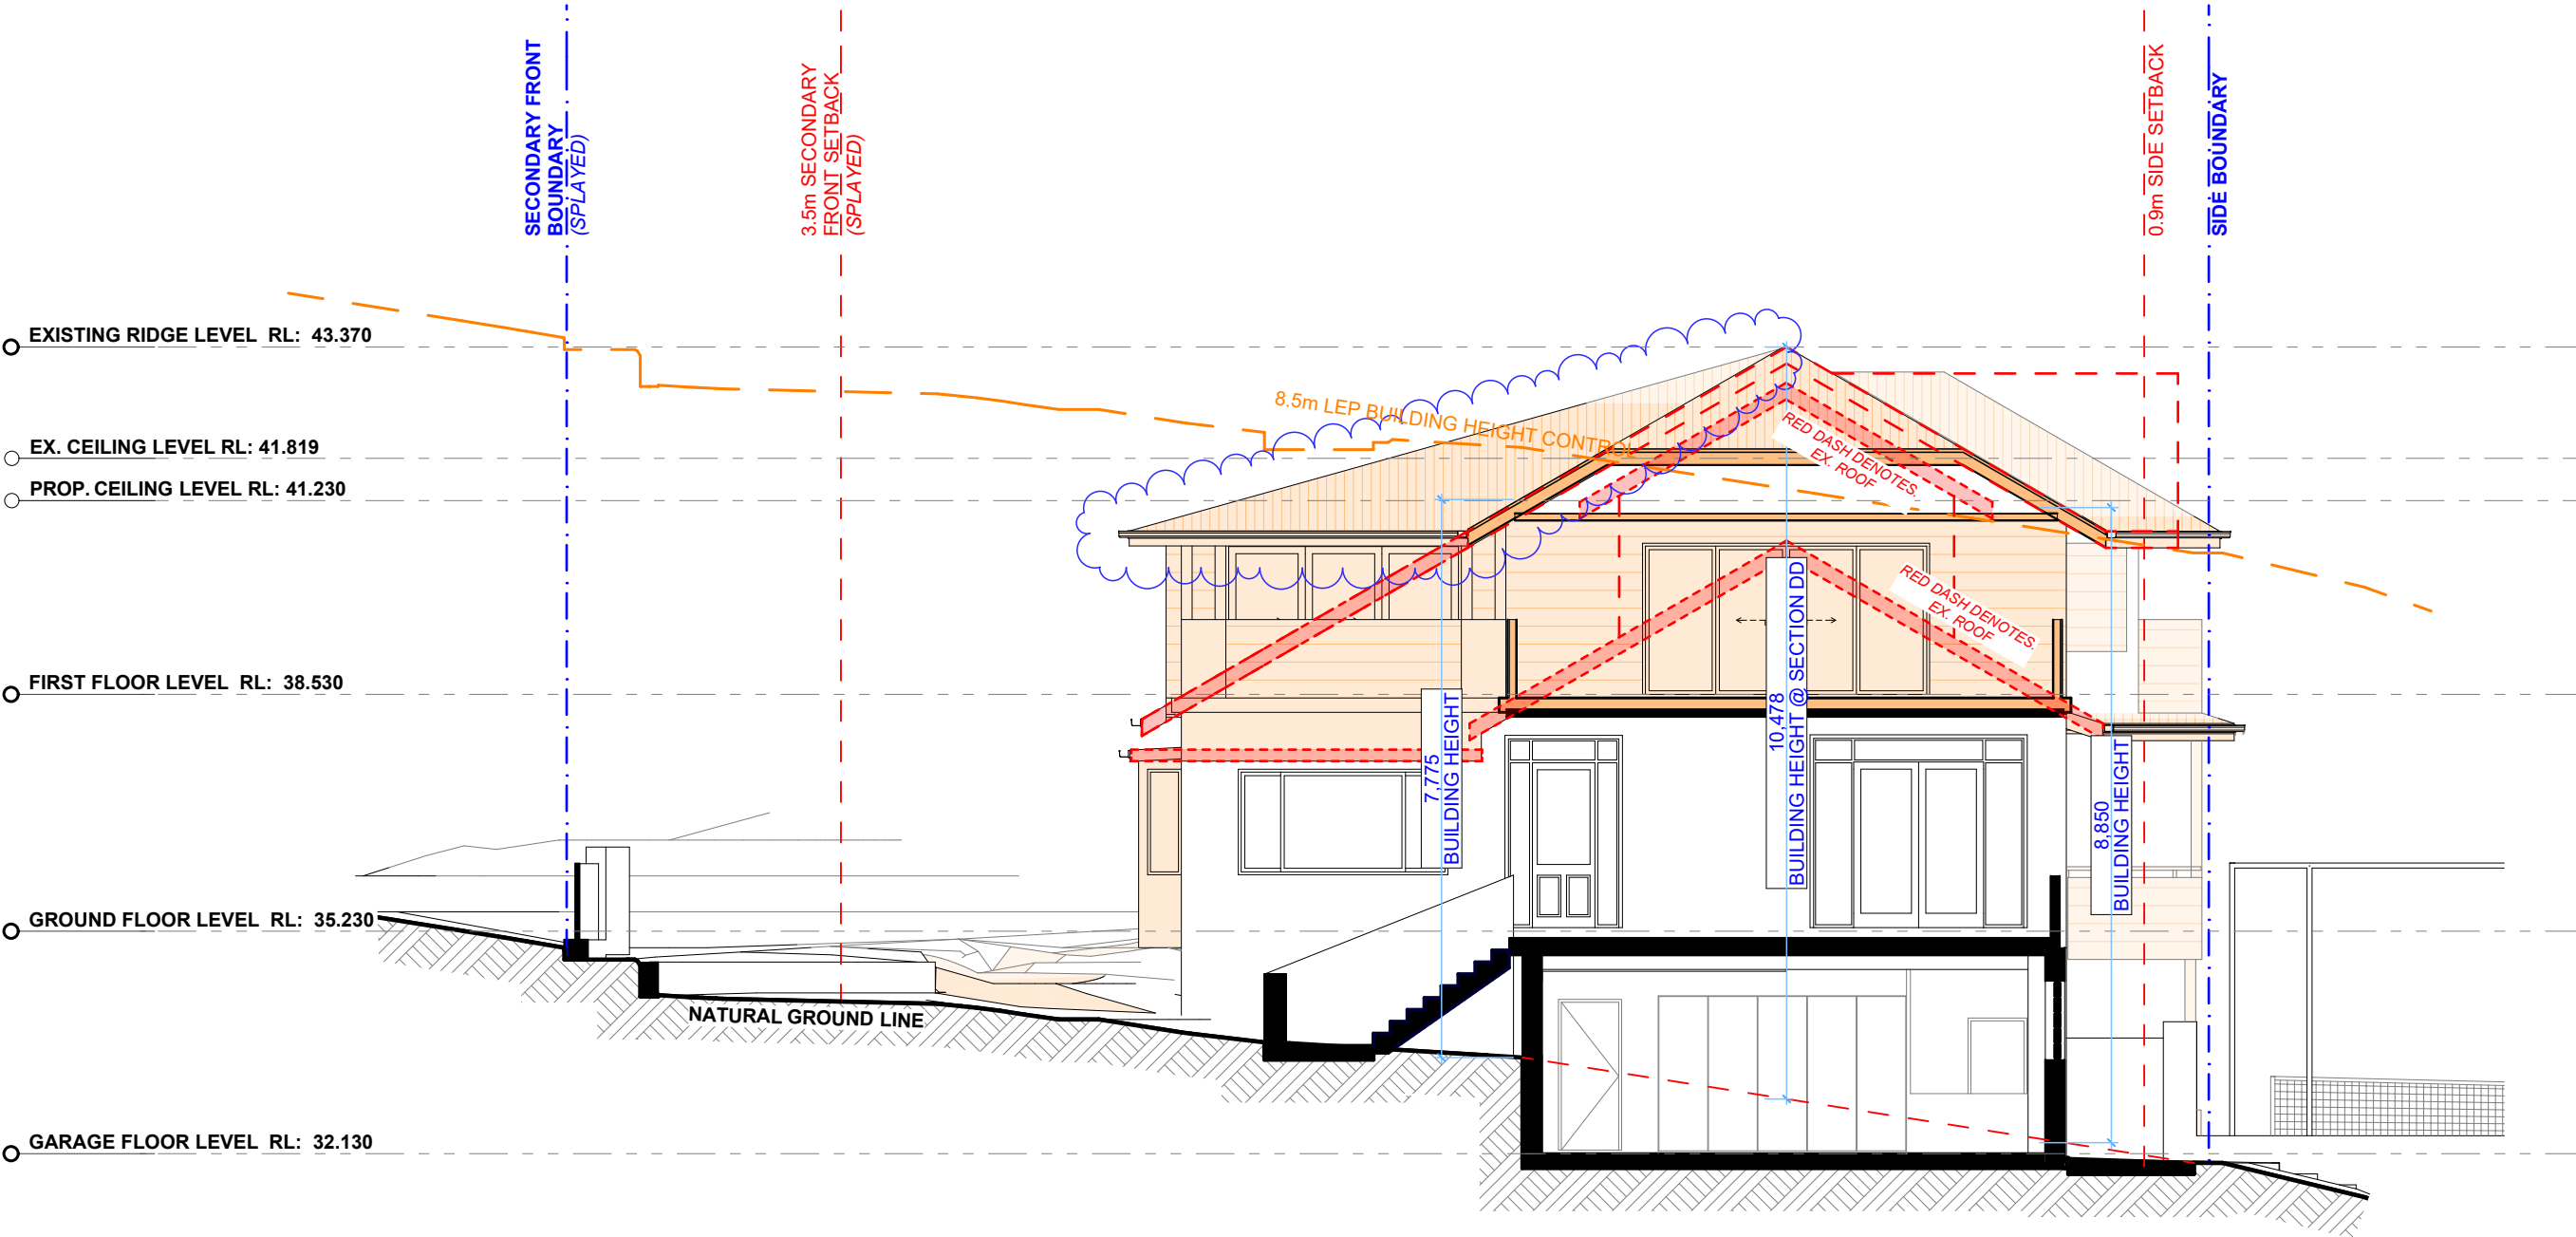 SECONDARY FRONT
BOUNDARY
(SPLAYED)
3.5m SECONDARY
FRONT SETBACK
(SPLAYED)
0.9m SIDE SETBACK
SIDE BOUNDARY
EXISTING RIDGE LEVEL RL: 43.370
EX. CEILING LEVEL RL: 41.819
PROP. CEILING LEVEL RL: 41.230
8.5m LEP BUILDING HEIGHT CONTROL
RED DASH DENOTES
EX. ROOF
RED DASH DENOTES
EX. ROOF
FIRST FLOOR LEVEL RL: 38.530
7,775
BUILDING HEIGHT
10,478
BUILDING HEIGHT @ SECTION DD
8,850
BUILDING HEIGHT
GROUND FLOOR LEVEL RL: 35.230
NATURAL GROUND LINE
GARAGE FLOOR LEVEL RL: 32.130